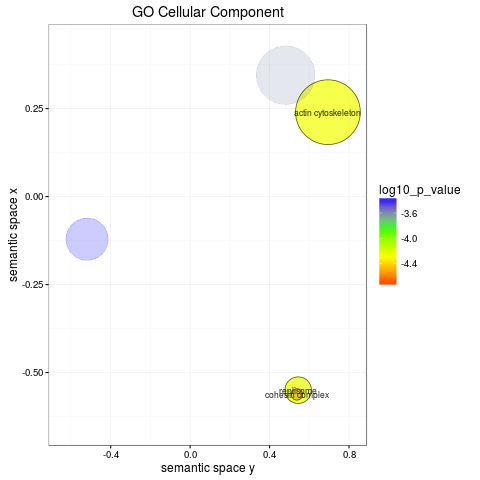 GO Cellular Component
semantic space x
0.25
0.00
-0.25
-0.50
actin cytoskeleton
replisome
cohesin complex
-0.4
0.0
0.4
0.8
semantic space y
log10_p_value
-3.6
-4.0
-4.4